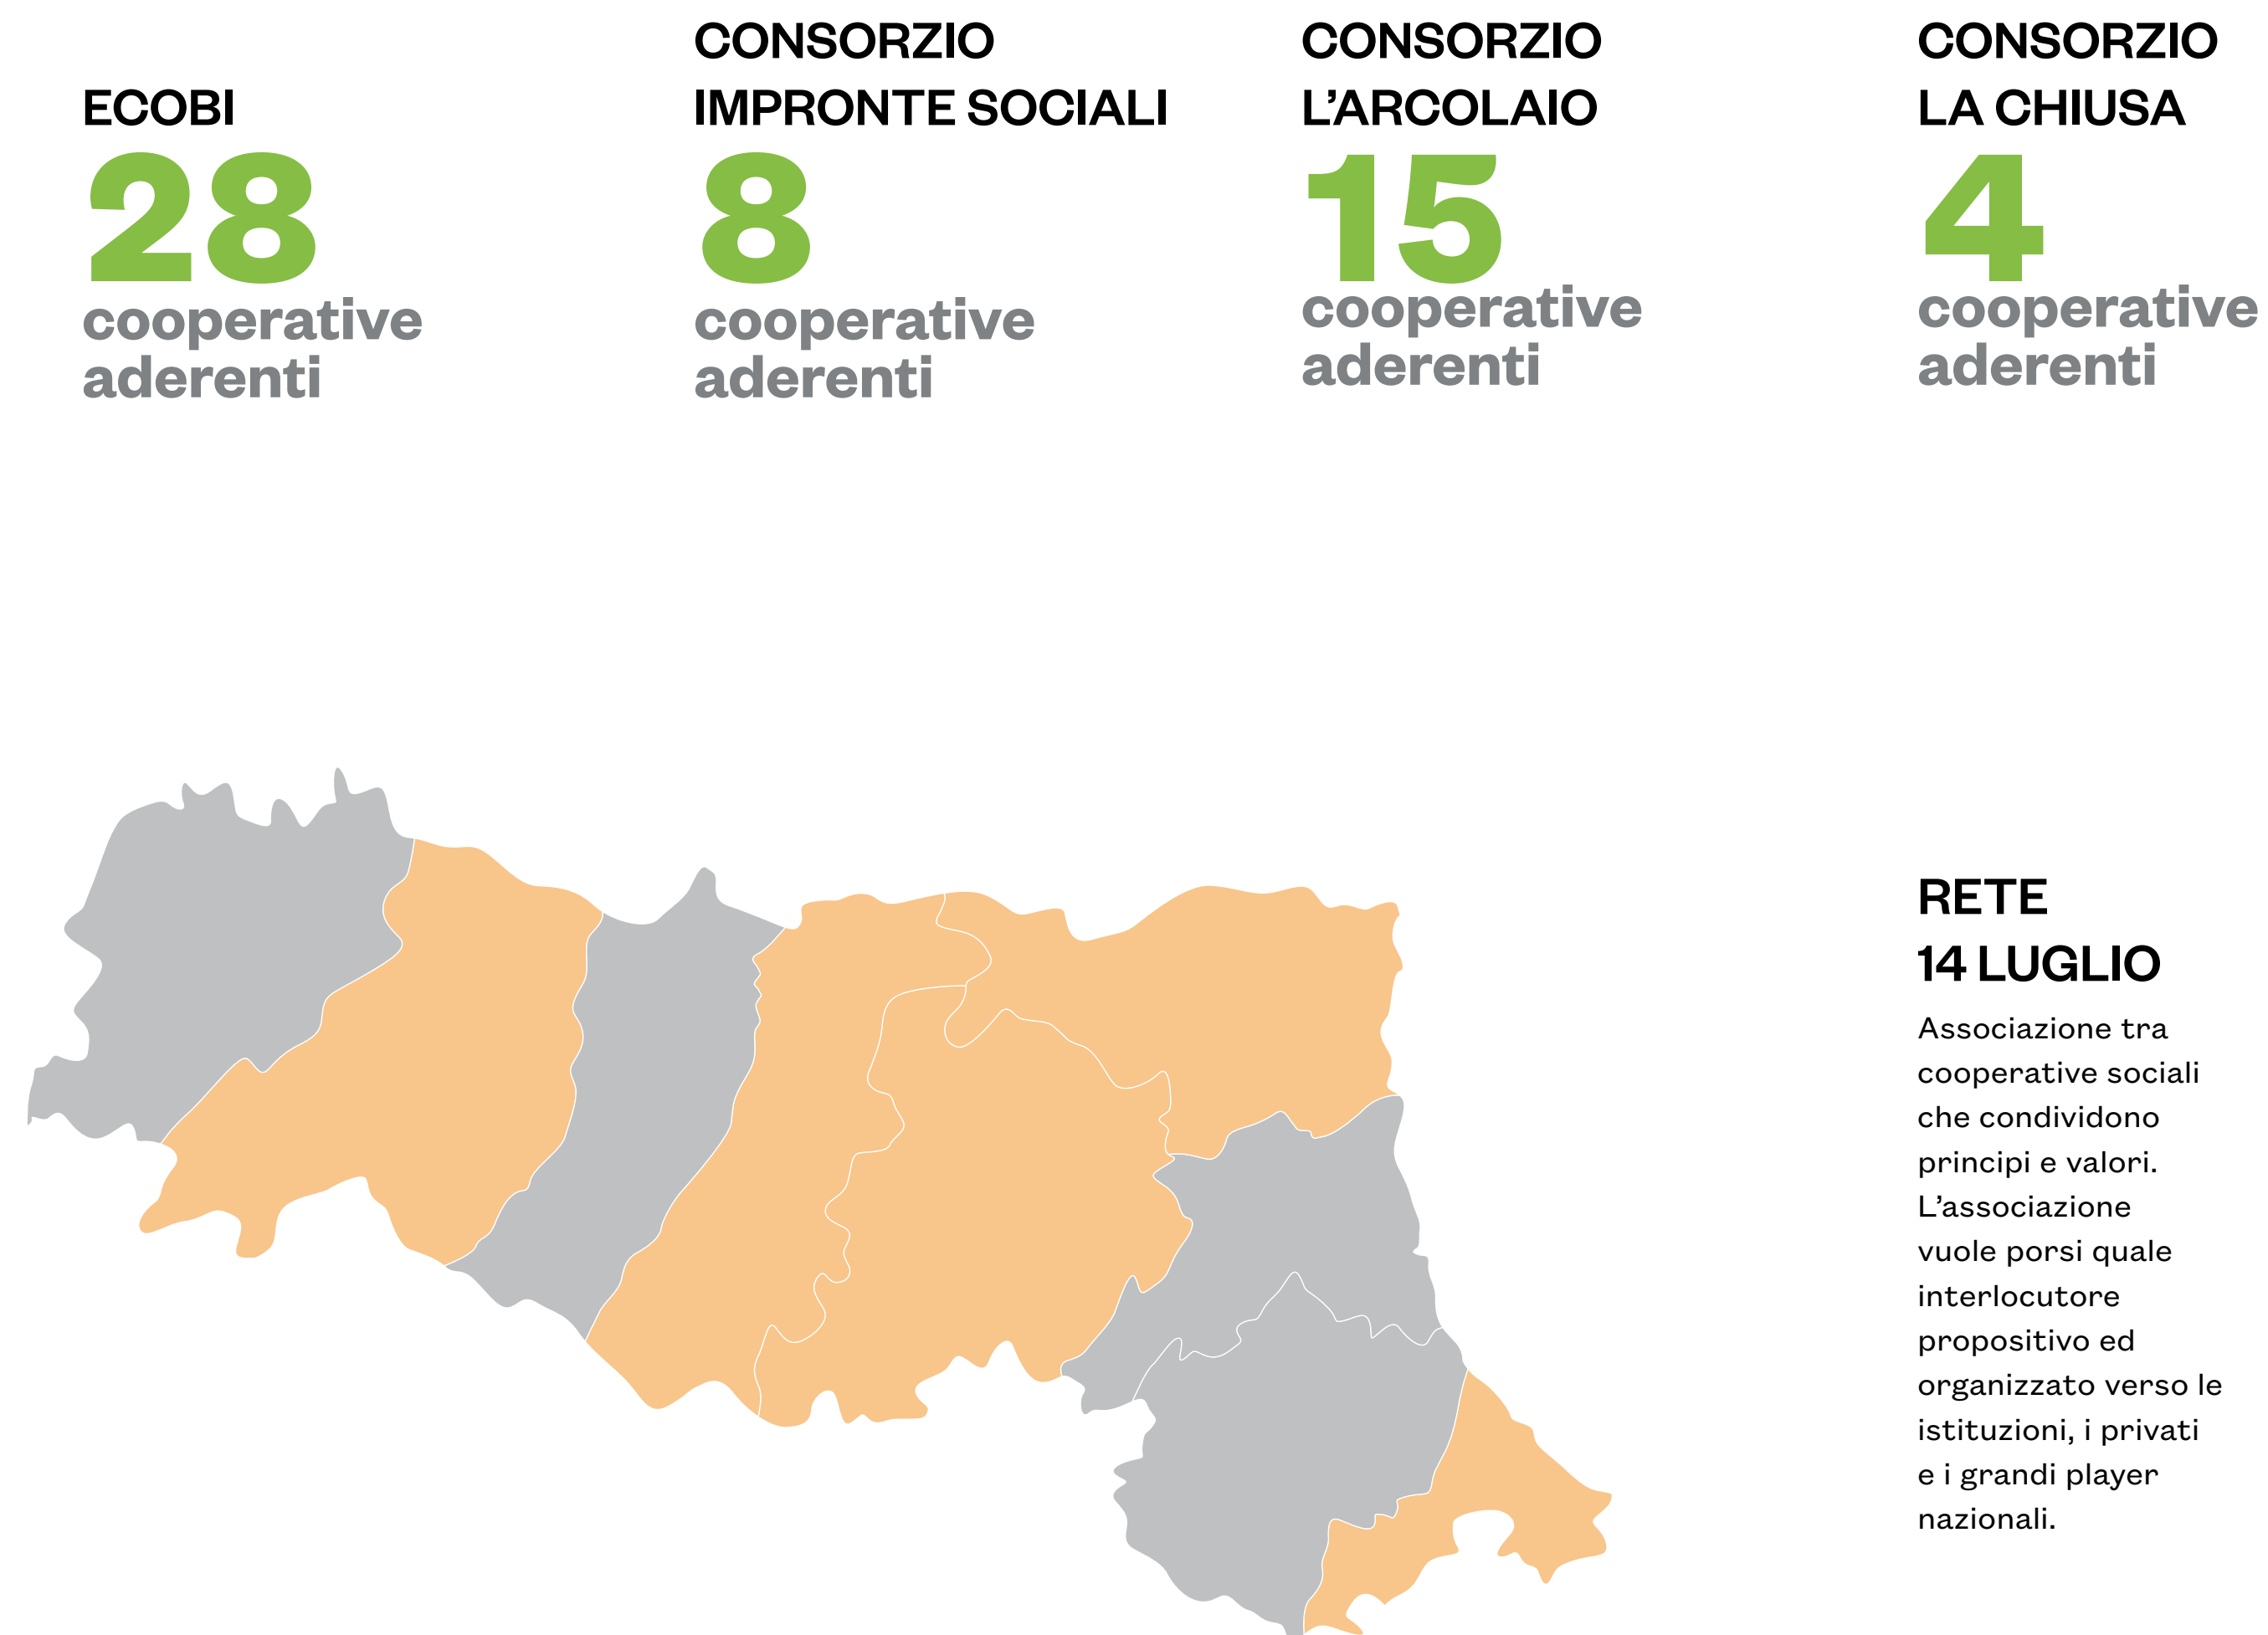 ECOBI
28
cooperative
aderenti
CONSORZIO
IMPRONTE SOCIALI
8
cooperative
aderenti
CONSORZIO
L'ARCOLAIO
15
cooperative
aderenti
CONSORZIO
LA CHIUSA
4
cooperative
aderenti
RETE
14 LUGLIO
Associazione tra
cooperative sociali
che condividono
principi e valori.
L'associazione
vuole porsi quale
interlocutore
propositivo ed
organizzato verso le
istituzioni, i privati
e i grandi player
nazionali.